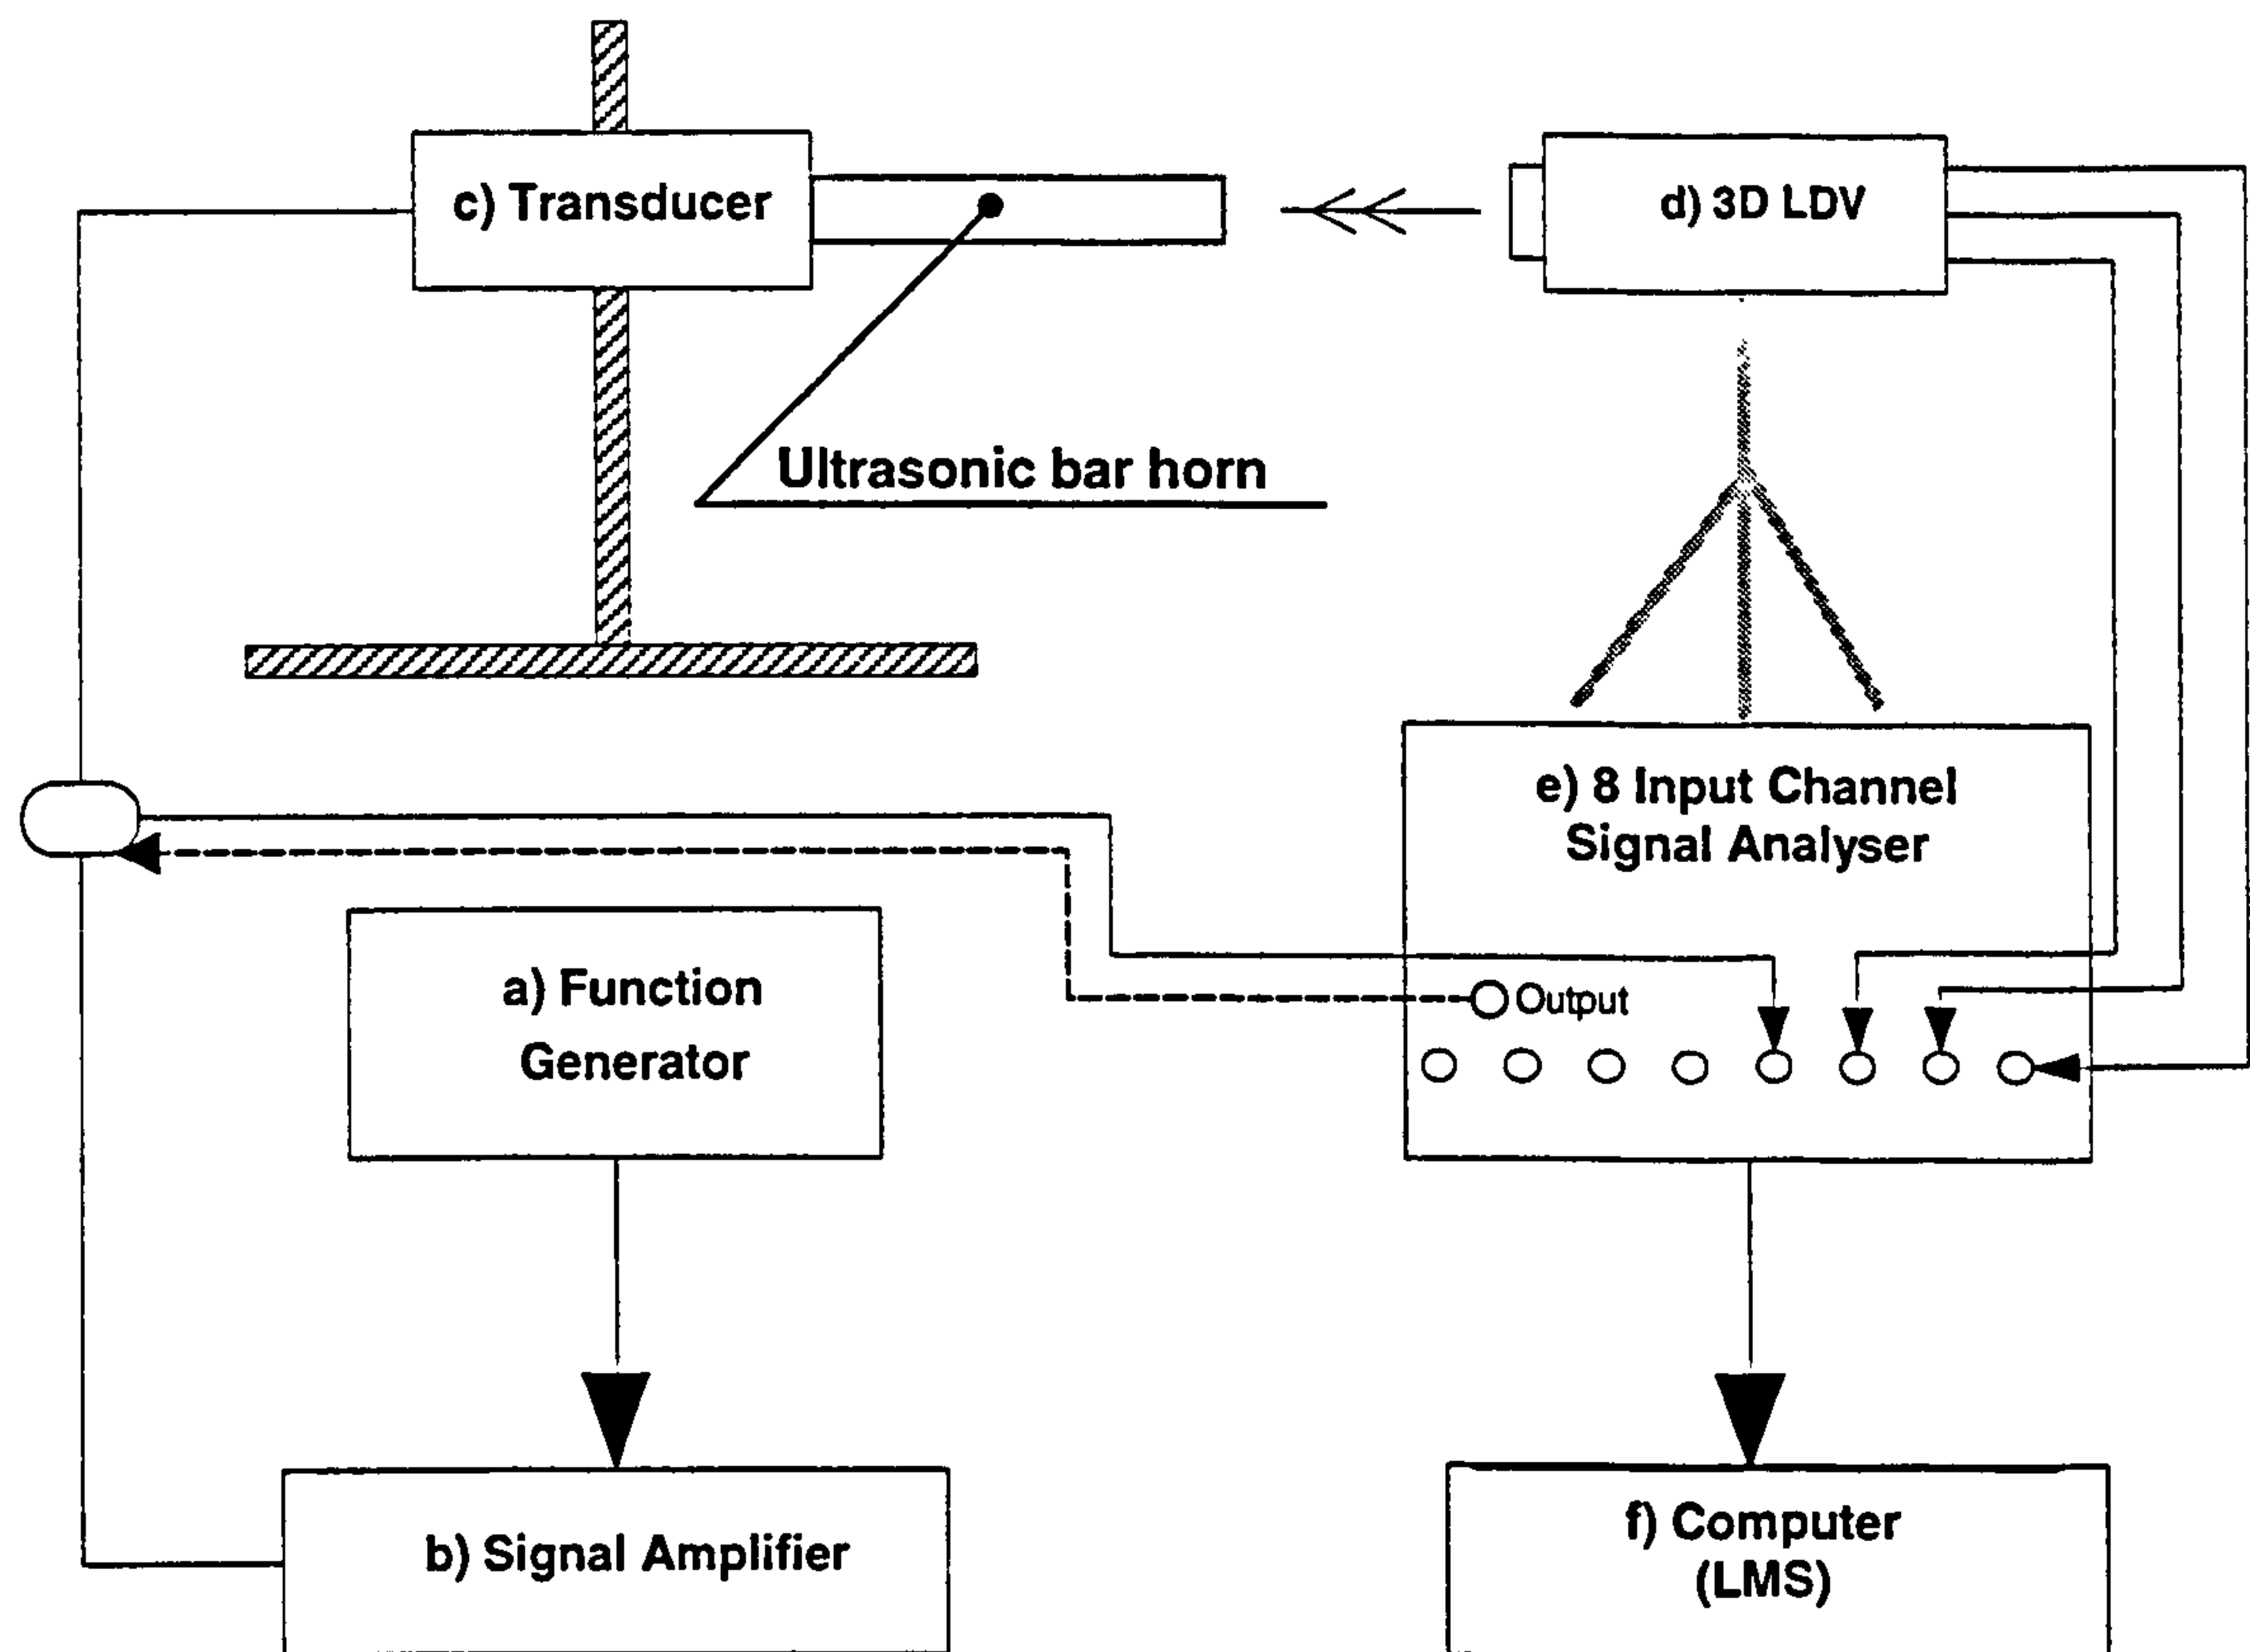 c) Transducer
d) 3D LDV
Ultrasonic bar horn
e) 8 Input Channel
Signal Analyser
a) Function
Generator
Output
b) Signal Amplifier
f) Computer
(LMS)